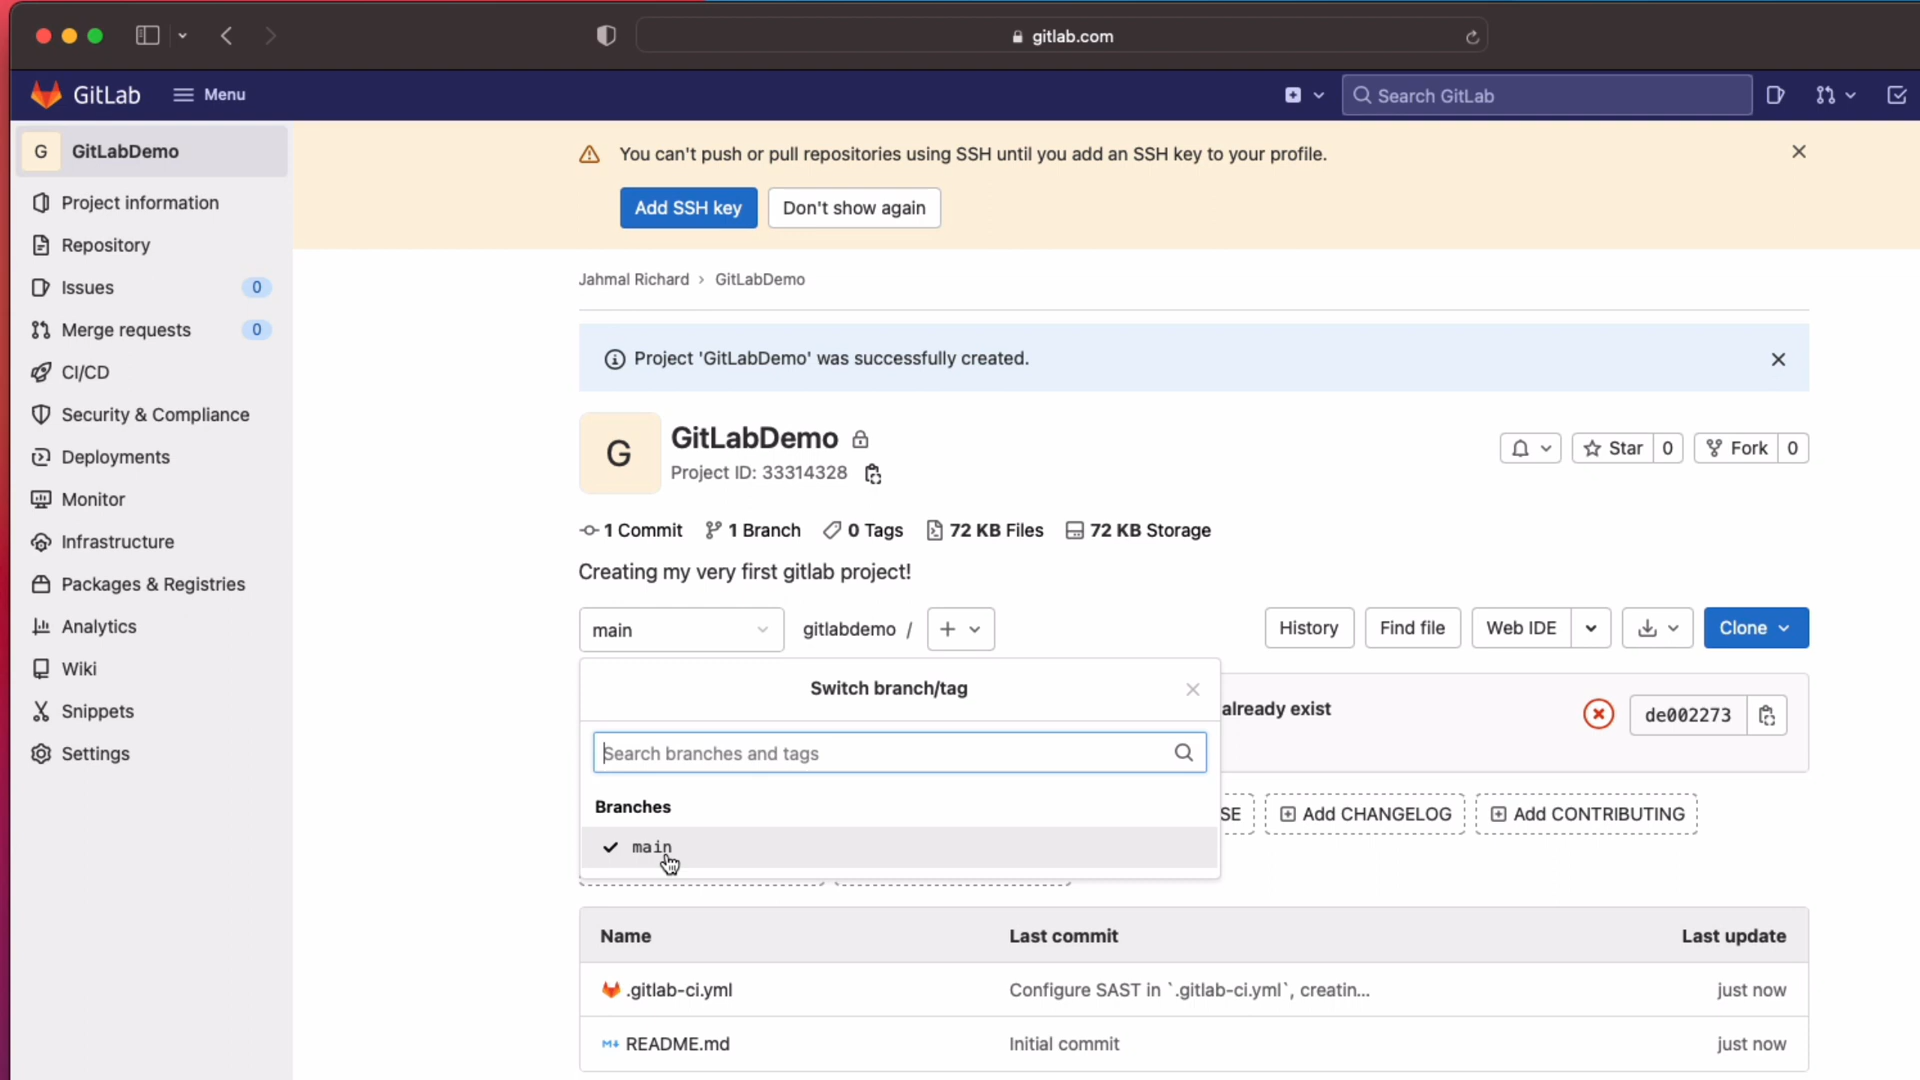 gitlab.com
GitLab Menu Search GitLab
G GitLabDemo
Project information
Repository
Issues 0
Merge requests 0
CI/CD
Security & Compliance
Deployments
Monitor
Infrastructure
Packages & Registries
Analytics
Wiki
Snippets
Settings
You can't push or pull repositories using SSH until you add an SSH key to your profile.
Add SSH key Don't show again
Jahmal Richard › GitLabDemo
Project 'GitLabDemo' was successfully created.
G
GitLabDemo
Project ID: 33314328
Star 0 Fork 0
1 Commit 1 Branch 0 Tags 72 KB Files 72 KB Storage
Creating my very first gitlab project!
main gitlabdemo / + History Find file Web IDE Clone
Switch branch/tag
Search branches and tags
Branches
main
already exist
de002273
SE Add CHANGELOG Add CONTRIBUTING
Name Last commit Last update
.gitlab-ci.yml Configure SAST in `.gitlab-ci.yml`, creatin... just now
README.md Initial commit just now